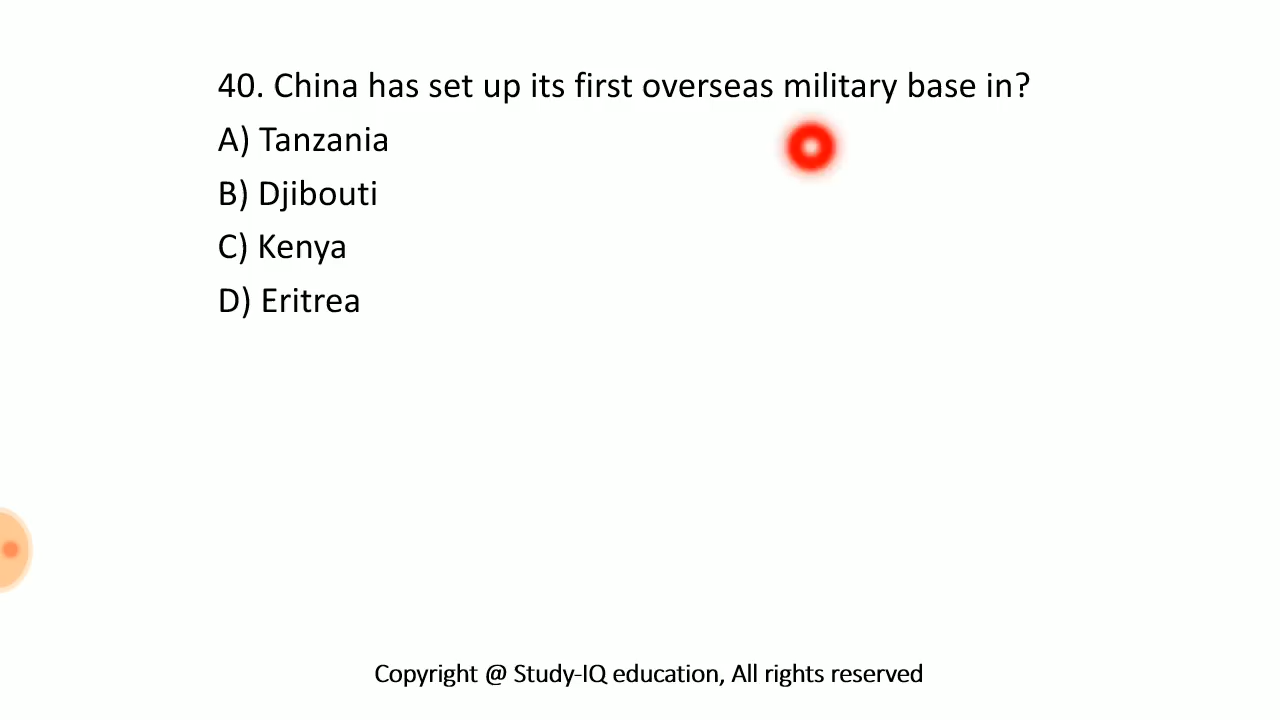 40. China has set up its first overseas military base in?
A) Tanzania
B) Djibouti
C) Kenya
D) Eritrea
Copyright @ Study-IQ education, All rights reserved